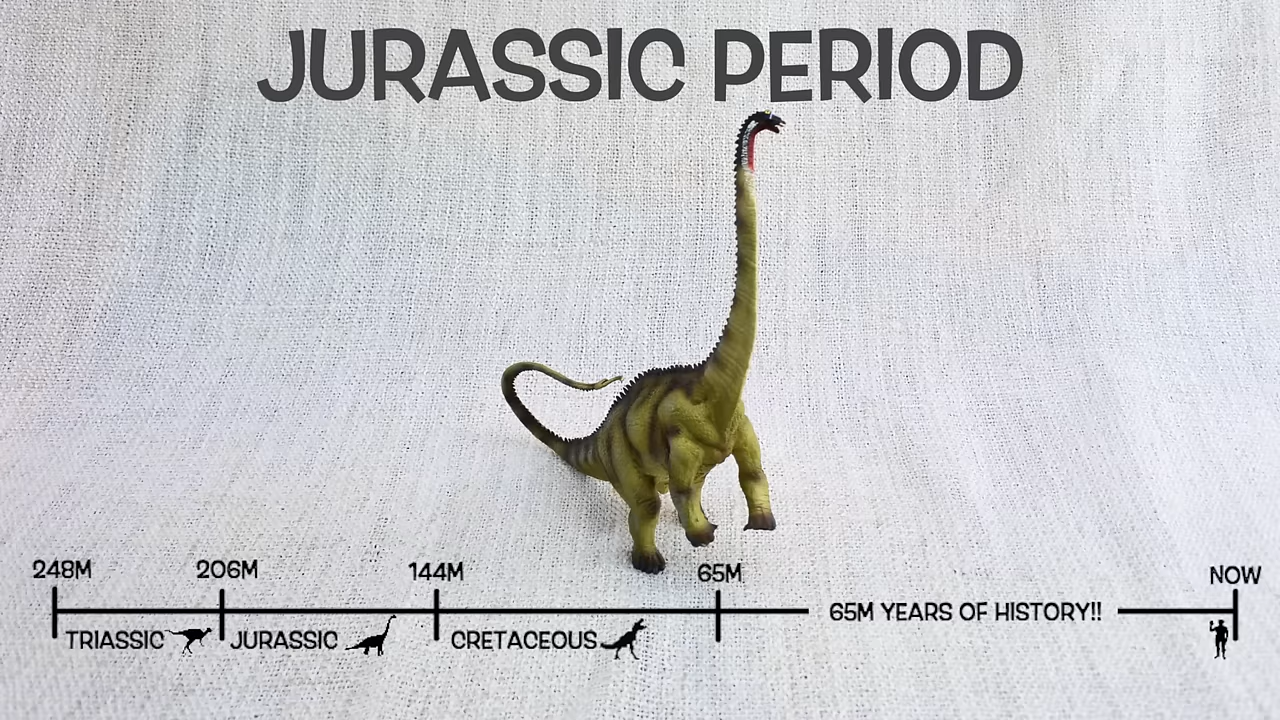 JURASSIC PERIOD
248M 206M 144M 65M NOW
65M YEARS OF HISTORY!!
TRIASSIC JURASSIC CRETACEOUS